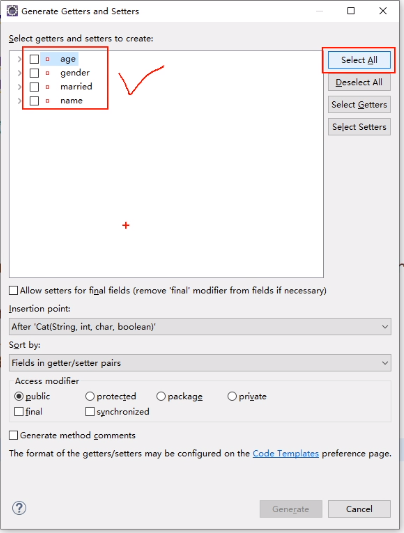 Generate Getters and Setters
Select getters and setters to create:
age
gender
married
name
Select All
Deselect All
Select Getters
Select Setters
Allow setters for final fields (remove 'final' modifier from fields if necessary)
Insertion point:
After 'Cat(String, int, char, boolean)'
Sort by:
Fields in getter/setter pairs
Access modifier
public protected package private
final synchronized
Generate method comments
The format of the getters/setters may be configured on the Code Templates preference page.
Generate Cancel